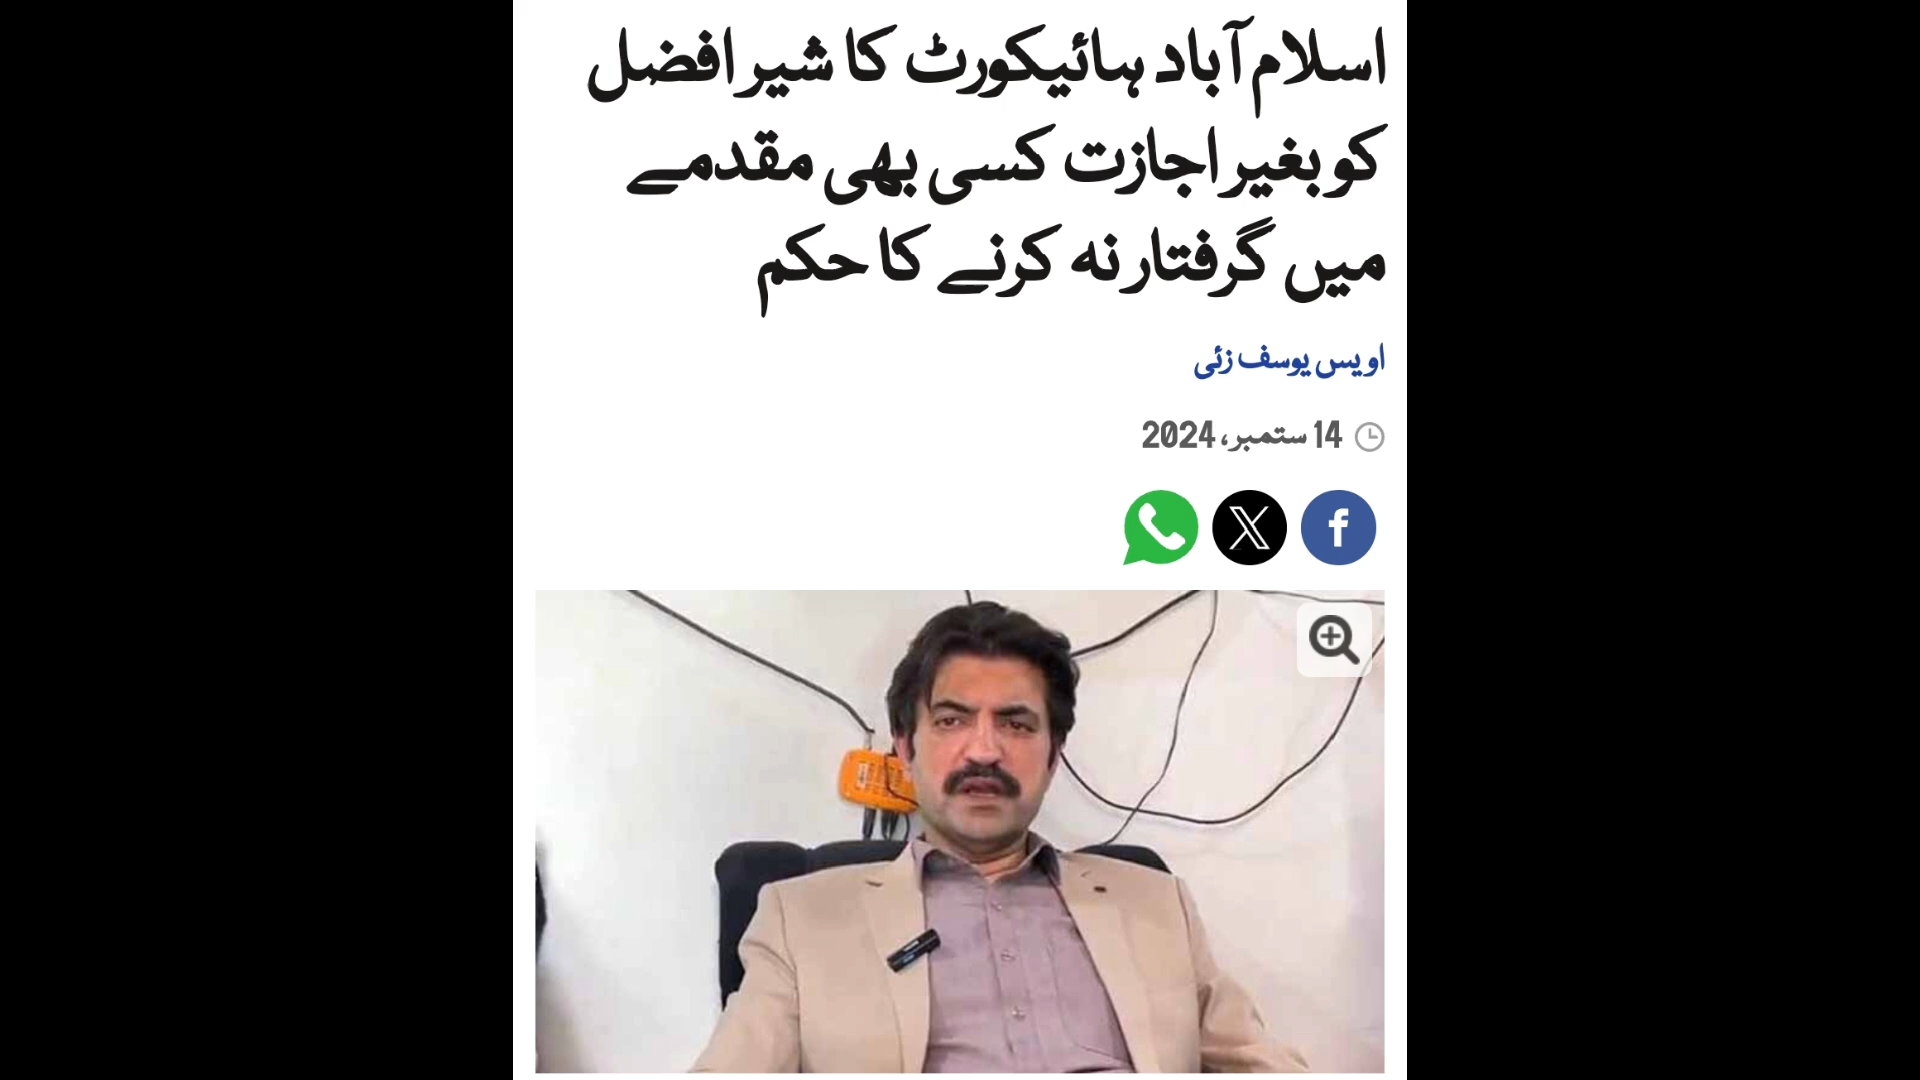 اسلام آباد ہائیکورٹ کا شیر افضل
کو بغیر اجازت کسی بھی مقدمے
میں گرفتار نہ کرنے کا حکم
اویس یوسف زئی
14 ستمبر، 2024